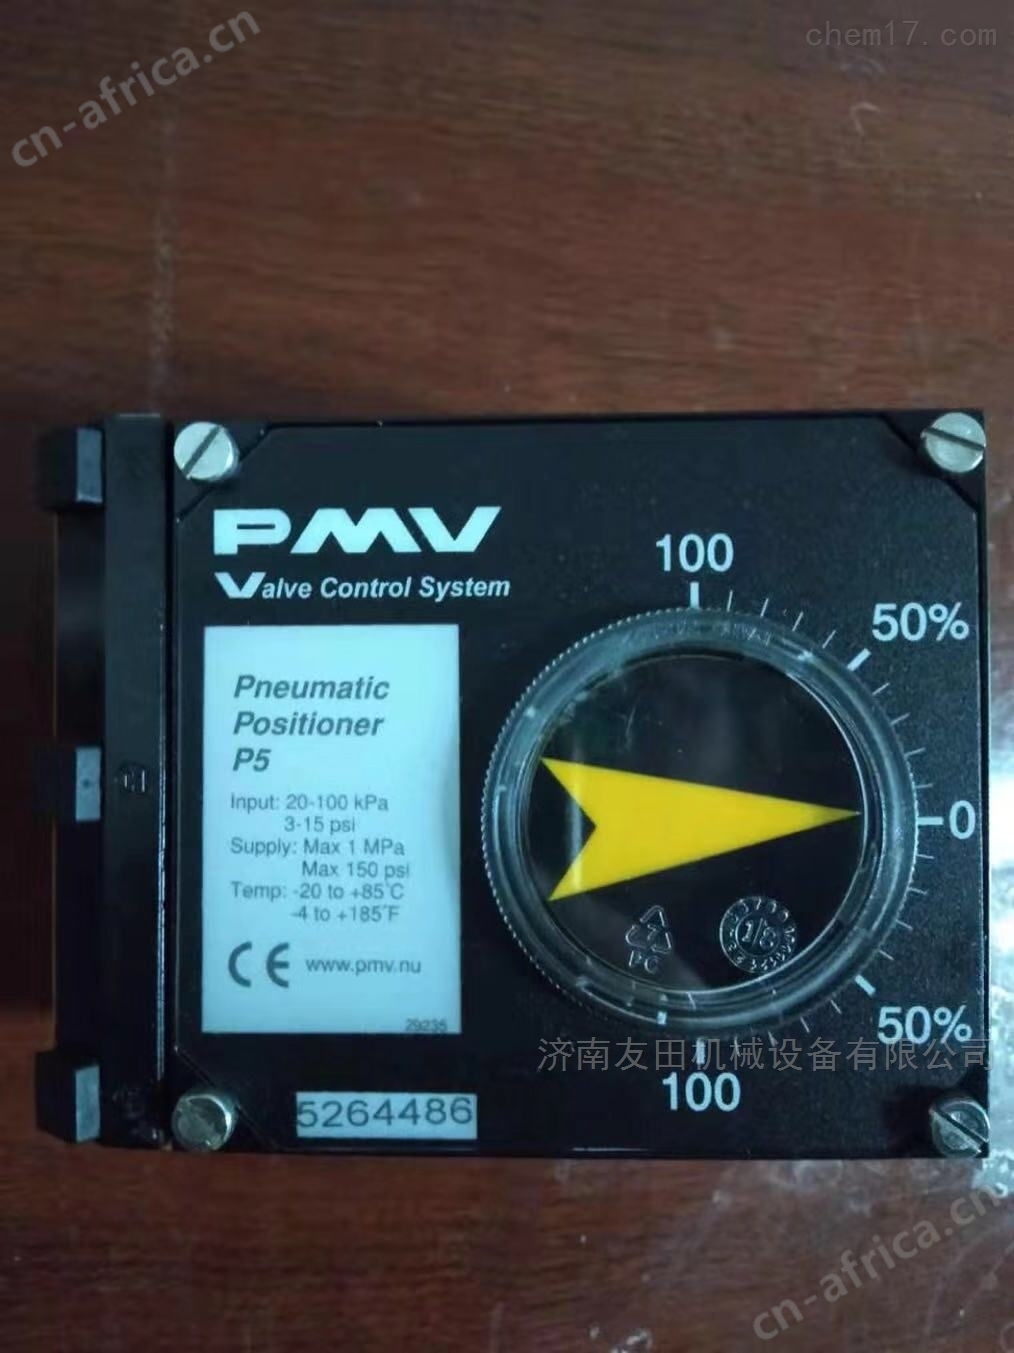 cn-africa.cn
chem17.com
PMV
Valve Control System
Pneumatic
Positioner
P5
Input: 20-100 kPa
3-15 psi
Supply: Max 1 MPa
Max 150 psi
Temp: -20 to +85°C
-4 to +185°F
CE www.pmv.nu
29235
5264486
100
50%
0
50%
100
PC
济南友田机械设备有限公司
cn-africa.cn